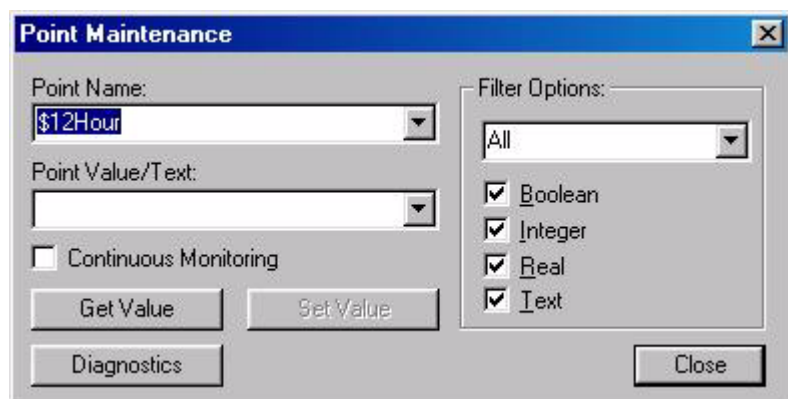 Point Maintenance
Point Name:
$12Hour
Point Value/Text:
Continuous Monitoring
Get Value
Set Value
Diagnostics
Filter Options:
All
Boolean
Integer
Real
Text
Close